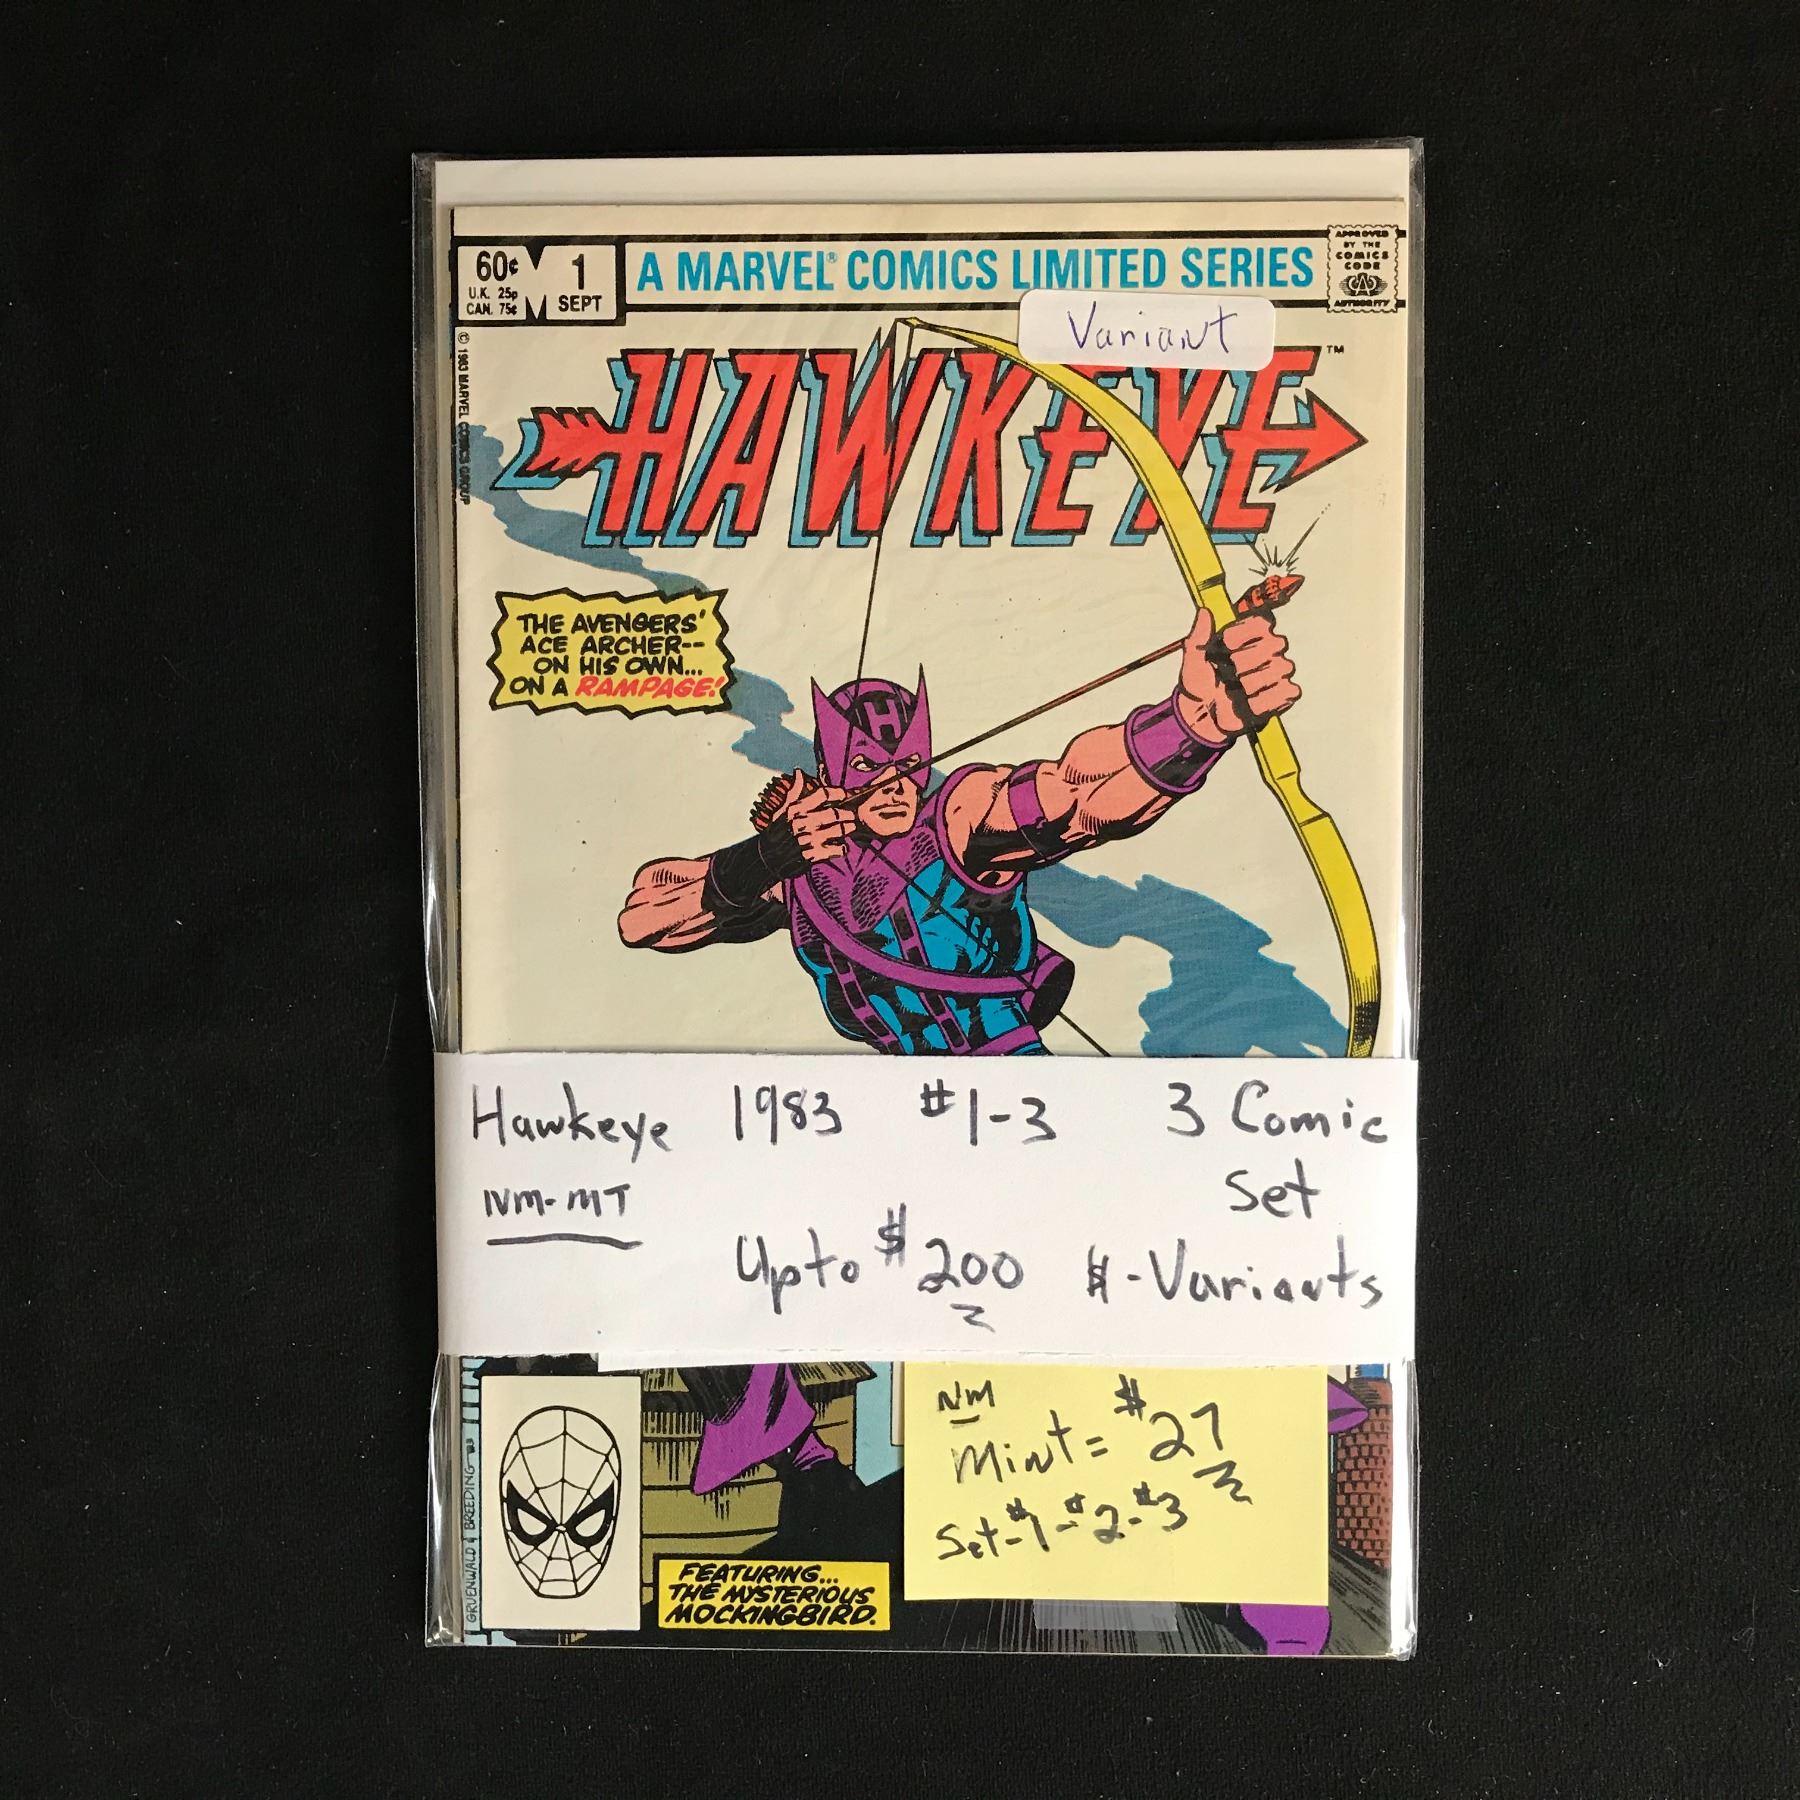 60¢
U.K. 25p
CAN. 75¢
1
SEPT
A MARVEL® COMICS LIMITED SERIES
APPROVED
BY THE
COMICS
CODE
AUTHORITY
© 1983 MARVEL COMICS GROUP
Variant
HAWKEYE™
THE AVENGERS'
ACE ARCHER--
ON HIS OWN...
ON A RAMPAGE!
H
Hawkeye 1983 #1-3 3 Comic
Set
NM-MT
Upto $200 $-Variants
NM
Mint = $27
Set-#1-#2-#3
GRUENWALD & BREEDING
FEATURING...
THE MYSTERIOUS
MOCKINGBIRD.